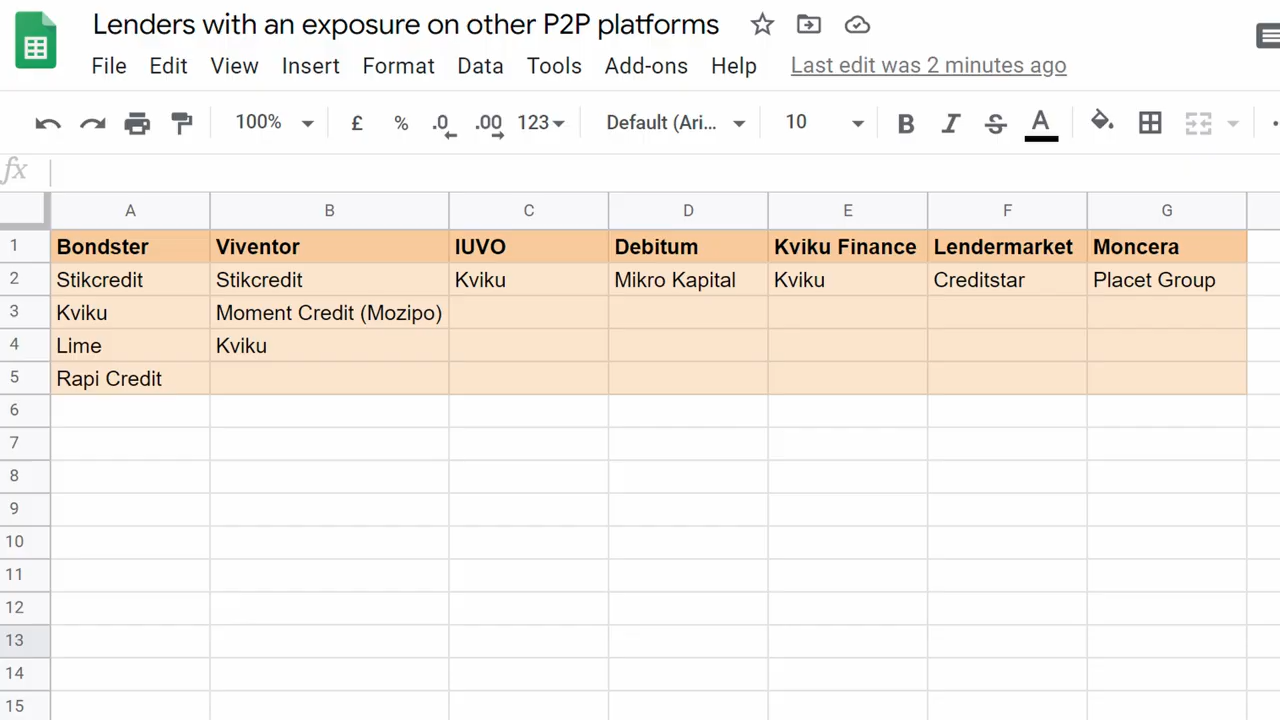 Lenders with an exposure on other P2P platforms
File Edit View Insert Format Data Tools Add-ons Help Last edit was 2 minutes ago
100% £ % .0 .00 123 Default (Ari... 10 B I S A
fx
A B C D E F G
1 Bondster Viventor IUVO Debitum Kviku Finance Lendermarket Moncera
2 Stikcredit Stikcredit Kviku Mikro Kapital Kviku Creditstar Placet Group
3 Kviku Moment Credit (Mozipo)
4 Lime Kviku
5 Rapi Credit
6
7
8
9
10
11
12
13
14
15